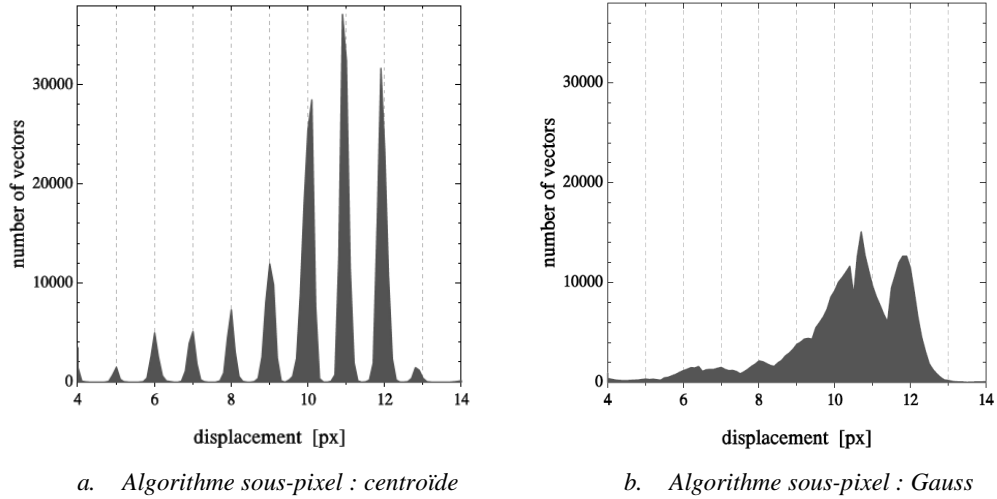 number of vectors
30000
20000
10000
0
4 6 8 10 12 14
displacement [px]
a. Algorithme sous-pixel : centroïde
number of vectors
30000
20000
10000
0
4 6 8 10 12 14
displacement [px]
b. Algorithme sous-pixel : Gauss